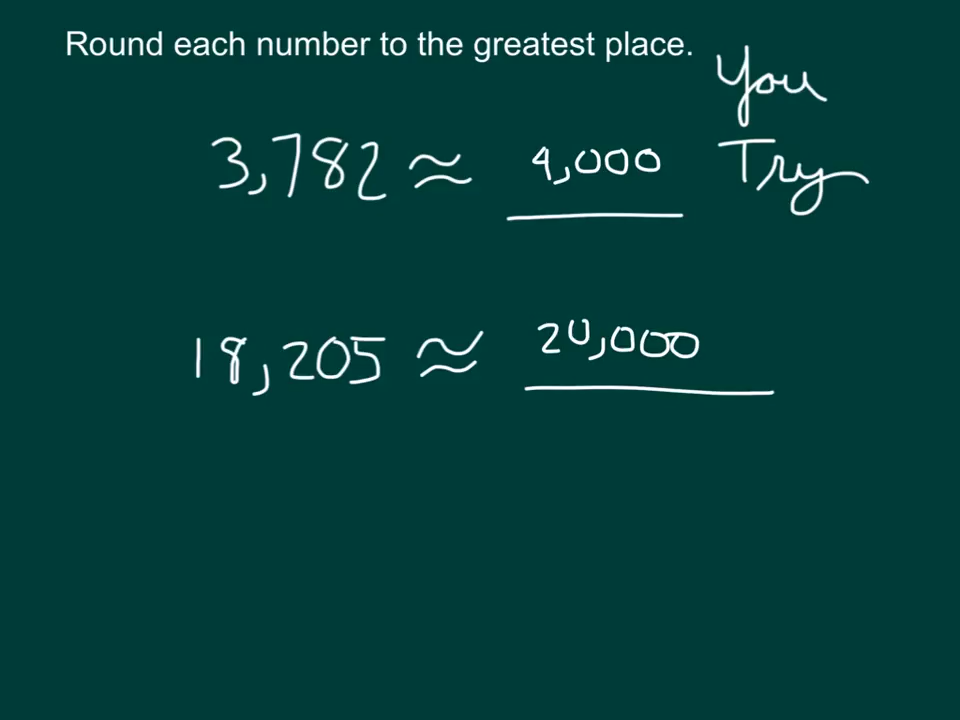 Round each number to the greatest place.
You
Try
3,782 ≈ 4,000
18,205 ≈ 20,000